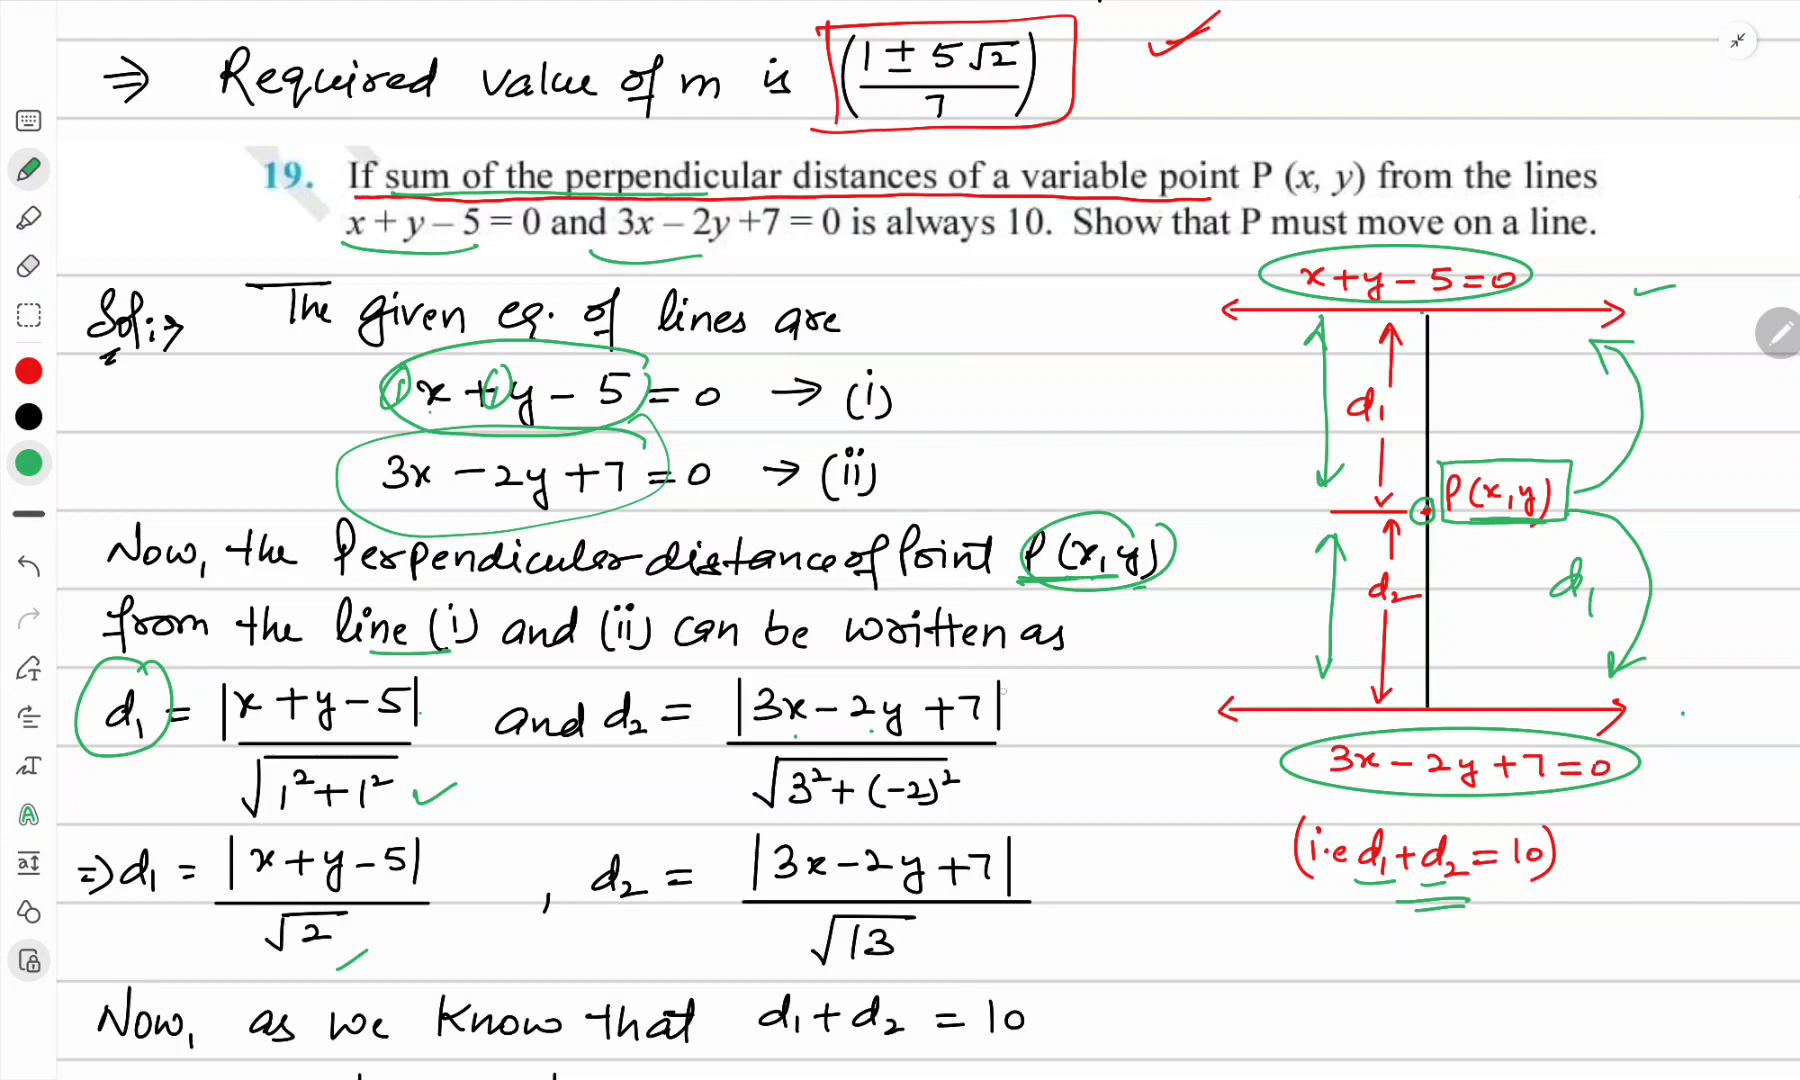 ⇒ Required value of m is (1 ± 5√2 / 7)
19. If sum of the perpendicular distances of a variable point P (x, y) from the lines
x + y – 5 = 0 and 3x – 2y +7 = 0 is always 10. Show that P must move on a line.
Sol:⇒ The given eq. of lines are
1x + 1y - 5 = 0 → (i)
3x - 2y + 7 = 0 → (ii)
Now, the Perpendicular distance of Point P(x,y)
from the line (i) and (ii) can be written as
d₁ = |x + y - 5| / √1²+1² and d₂ = |3x - 2y + 7| / √3²+(-2)²
⇒ d₁ = |x + y - 5| / √2 , d₂ = |3x - 2y + 7| / √13
Now, as we know that d₁ + d₂ = 10
x + y - 5 = 0
d₁
P(x,y)
d₂
d₁
3x - 2y + 7 = 0
(i.e d₁ + d₂ = 10)